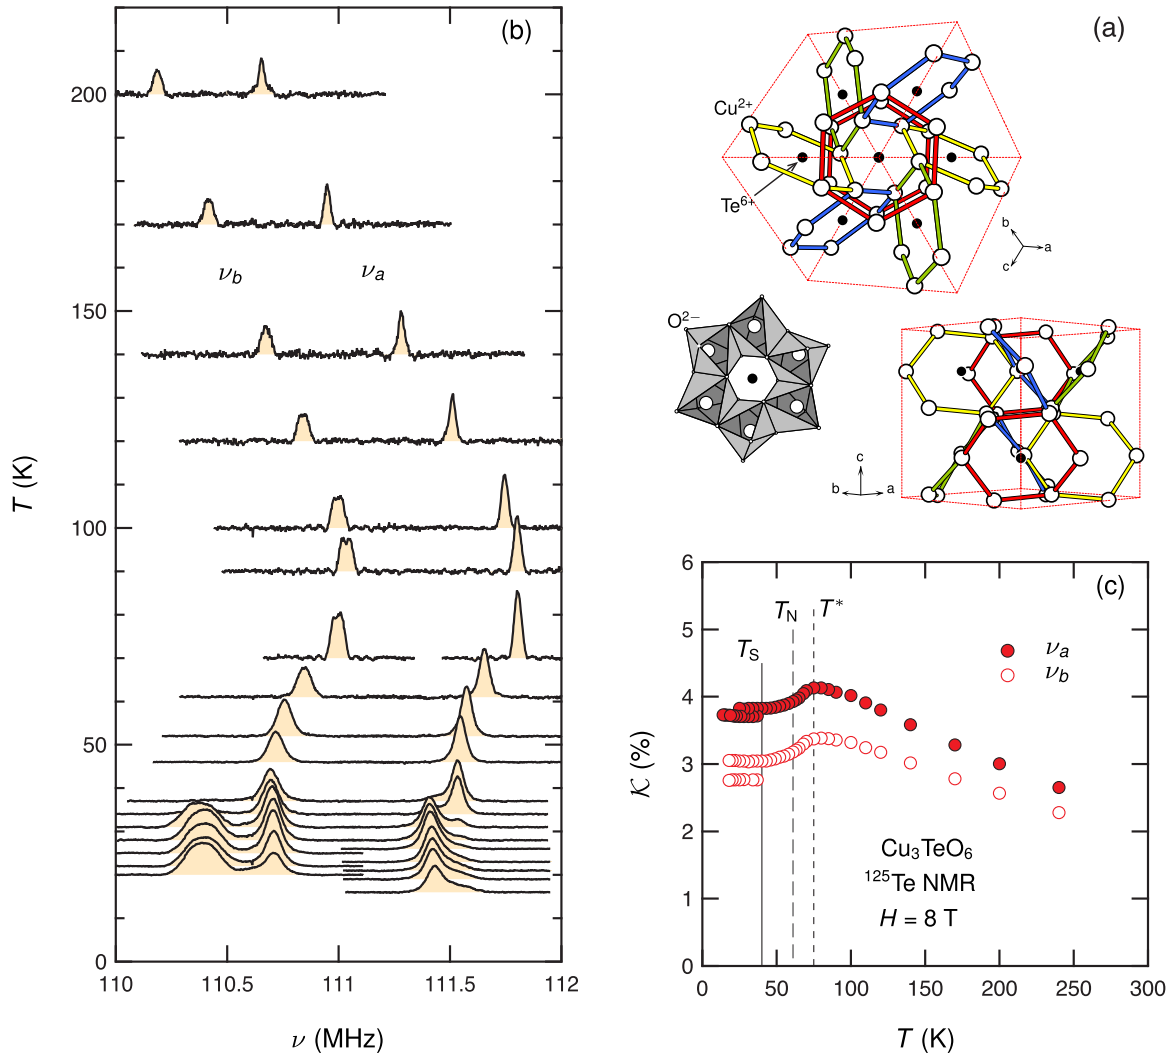 (b)
200
150
100
50
0
T (K)
ν_b
ν_a
110
110.5
111
111.5
112
ν (MHz)
(a)
Cu²⁺
Te⁶⁺
b
a
c
O²⁻
c
b
a
(c)
6
5
4
3
2
1
0
𝒦 (%)
T_S
T_N
T*
ν_a
ν_b
Cu₃TeO₆
¹²⁵Te NMR
H = 8 T
0
50
100
150
200
250
300
T (K)